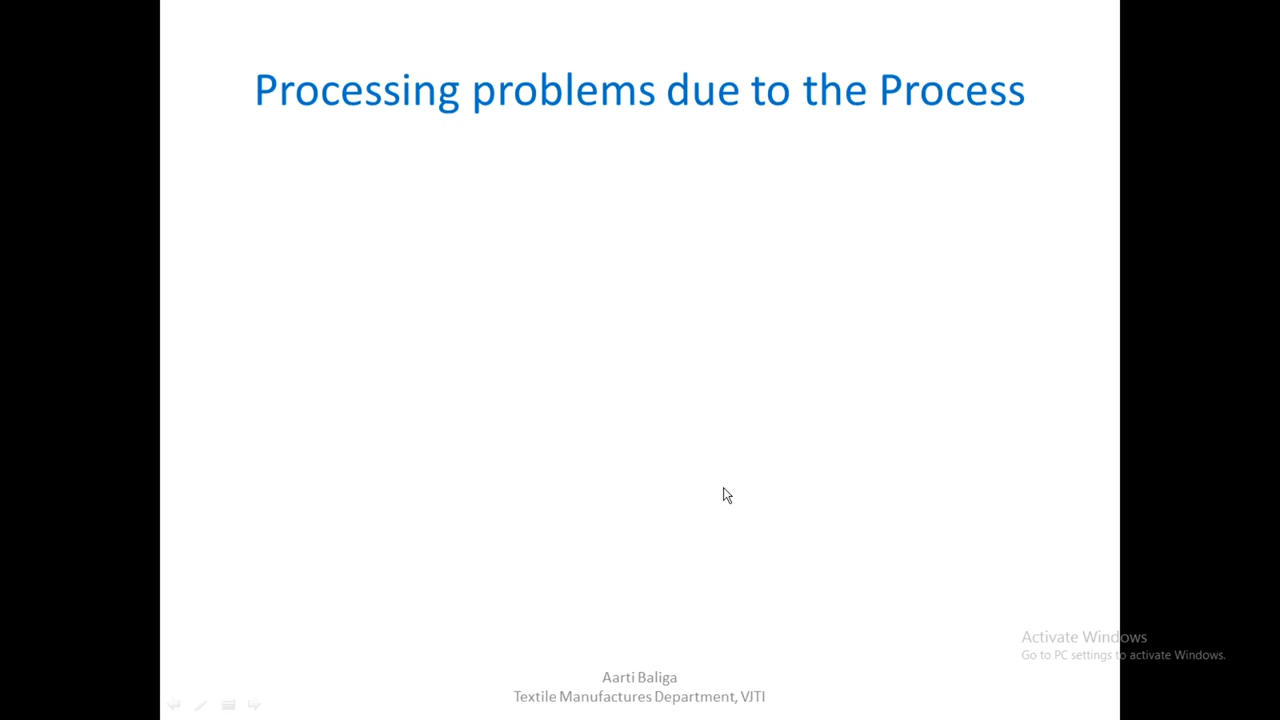 Processing problems due to the Process
Activate Windows
Go to PC settings to activate Windows.
Aarti Baliga
Textile Manufactures Department, VJTI